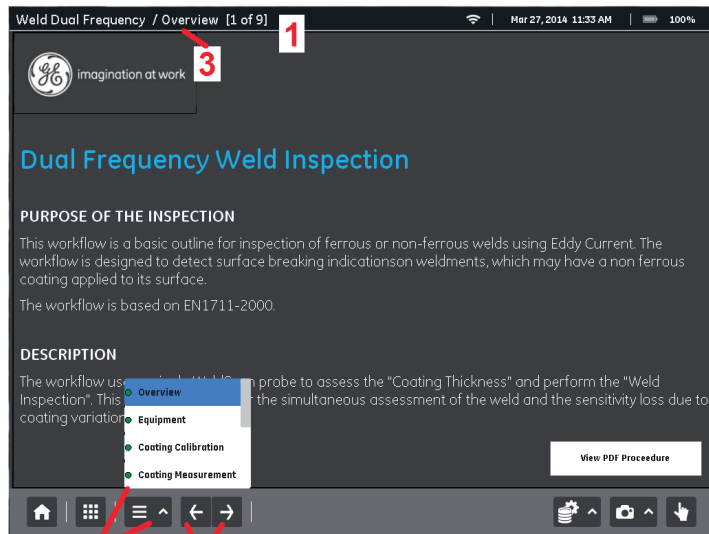 Weld Dual Frequency / Overview [1 of 9]
Mar 27, 2014 11:33 AM
100%
1
3
GE
imagination at work
Dual Frequency Weld Inspection
PURPOSE OF THE INSPECTION
This workflow is a basic outline for inspection of ferrous or non-ferrous welds using Eddy Current. The
workflow is designed to detect surface breaking indicationson weldments, which may have a non ferrous
coating applied to its surface.
The workflow is based on EN1711-2000.
DESCRIPTION
The workflow probe to assess the "Coating Thickness" and perform the "Weld
Inspection". This the simultaneous assessment of the weld and the sensitivity loss due to
coating variation
Overview
Equipment
Coating Calibration
Coating Measurement
View PDF Proceedure